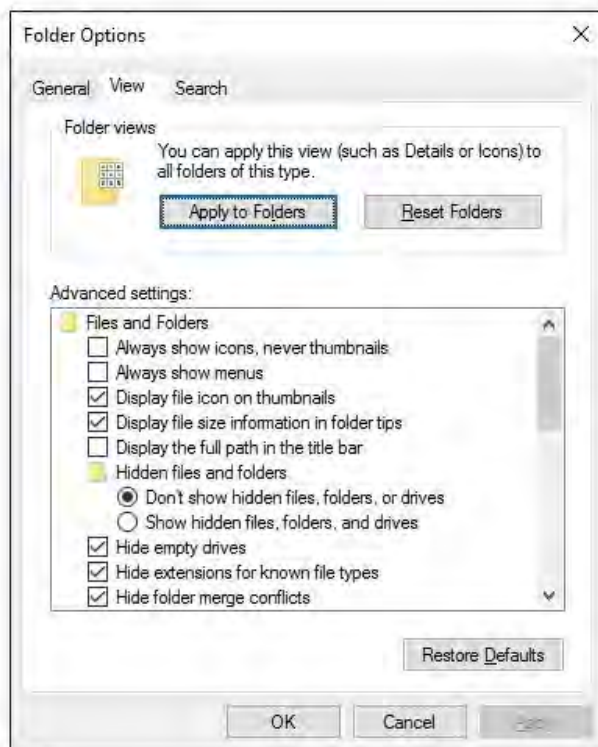 Folder Options
General View Search
Folder views
You can apply this view (such as Details or Icons) to
all folders of this type.
Apply to Folders Reset Folders
Advanced settings:
Files and Folders
Always show icons, never thumbnails
Always show menus
Display file icon on thumbnails
Display file size information in folder tips
Display the full path in the title bar
Hidden files and folders
Don't show hidden files, folders, or drives
Show hidden files, folders, and drives
Hide empty drives
Hide extensions for known file types
Hide folder merge conflicts
Restore Defaults
OK Cancel